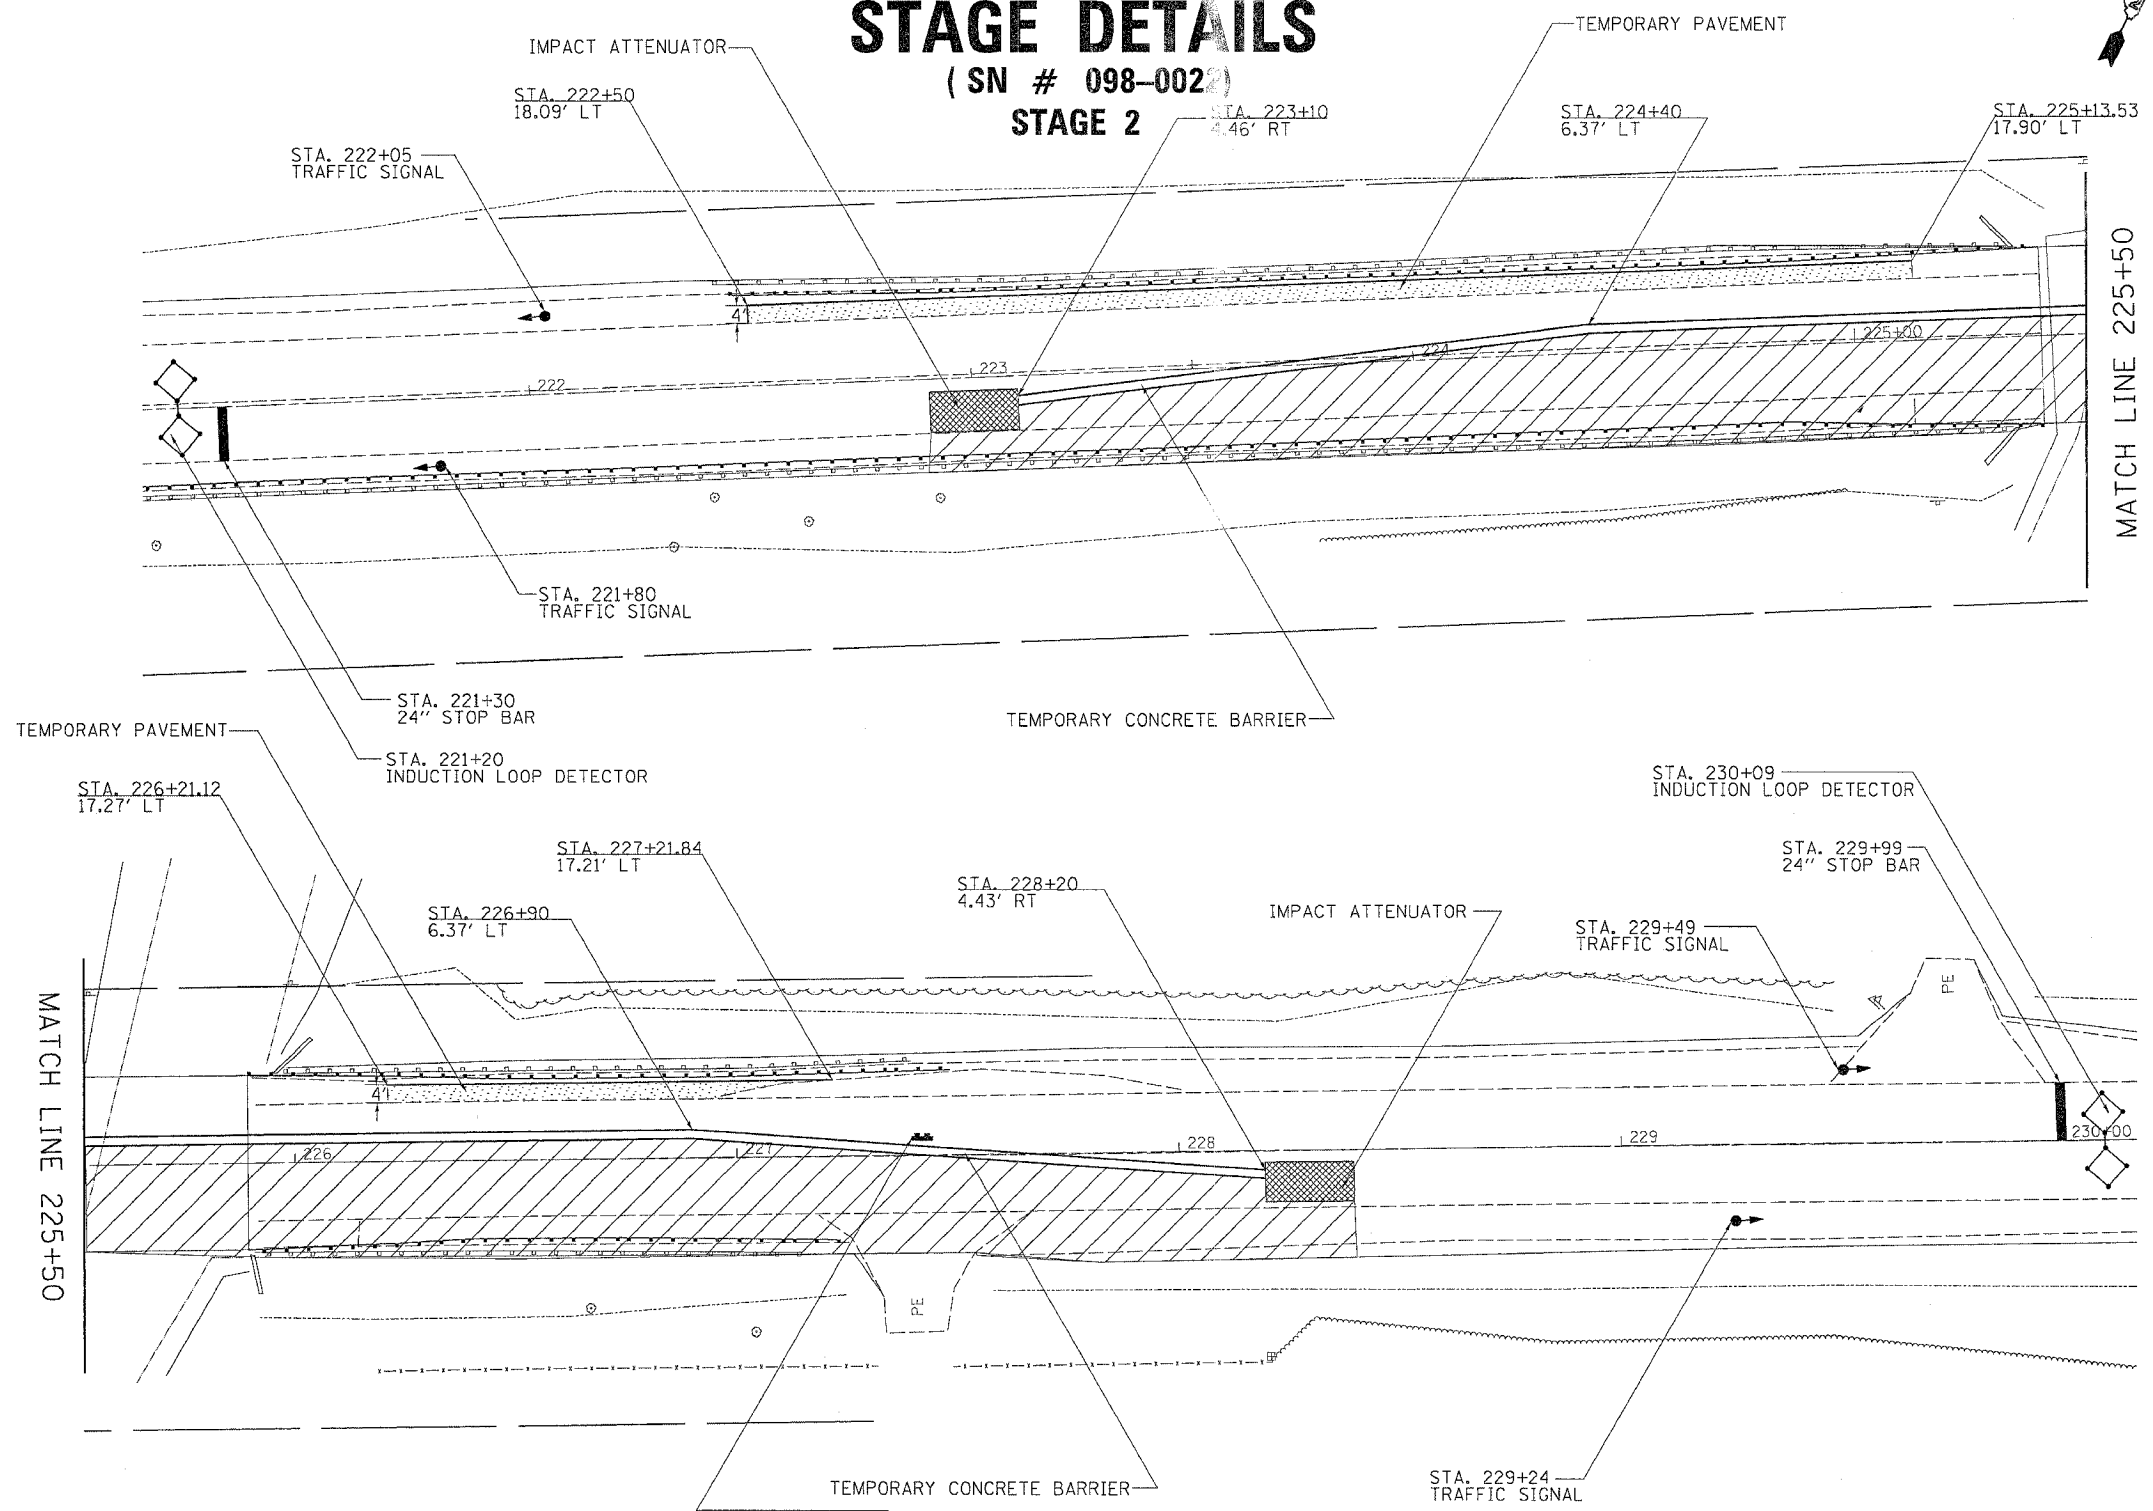 STAGE DETAILS
( SN # 098-0022)
STAGE 2
IMPACT ATTENUATOR
TEMPORARY PAVEMENT
STA. 222+50
18.09' LT
STA. 223+10
4.46' RT
STA. 224+40
6.37' LT
STA. 225+13.53
17.90' LT
STA. 222+05
TRAFFIC SIGNAL
4'
222
223
224
225+00
MATCH LINE 225+50
STA. 221+80
TRAFFIC SIGNAL
STA. 221+30
24" STOP BAR
TEMPORARY CONCRETE BARRIER
STA. 221+20
INDUCTION LOOP DETECTOR
TEMPORARY PAVEMENT
STA. 226+21.12
17.27' LT
STA. 227+21.84
17.21' LT
STA. 226+90
6.37' LT
STA. 228+20
4.43' RT
IMPACT ATTENUATOR
STA. 230+09
INDUCTION LOOP DETECTOR
STA. 229+99
24" STOP BAR
STA. 229+49
TRAFFIC SIGNAL
PE
MATCH LINE 225+50
4'
226
227
228
229
230+00
PE
TEMPORARY CONCRETE BARRIER
STA. 229+24
TRAFFIC SIGNAL